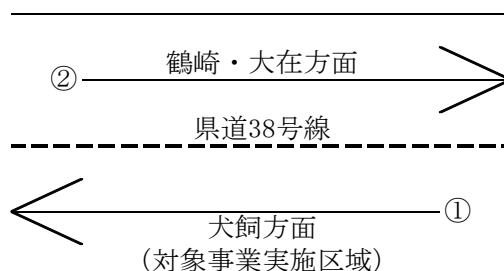 鶴崎・大在方面
②
県道38号線
①
犬飼方面
（対象事業実施区域）